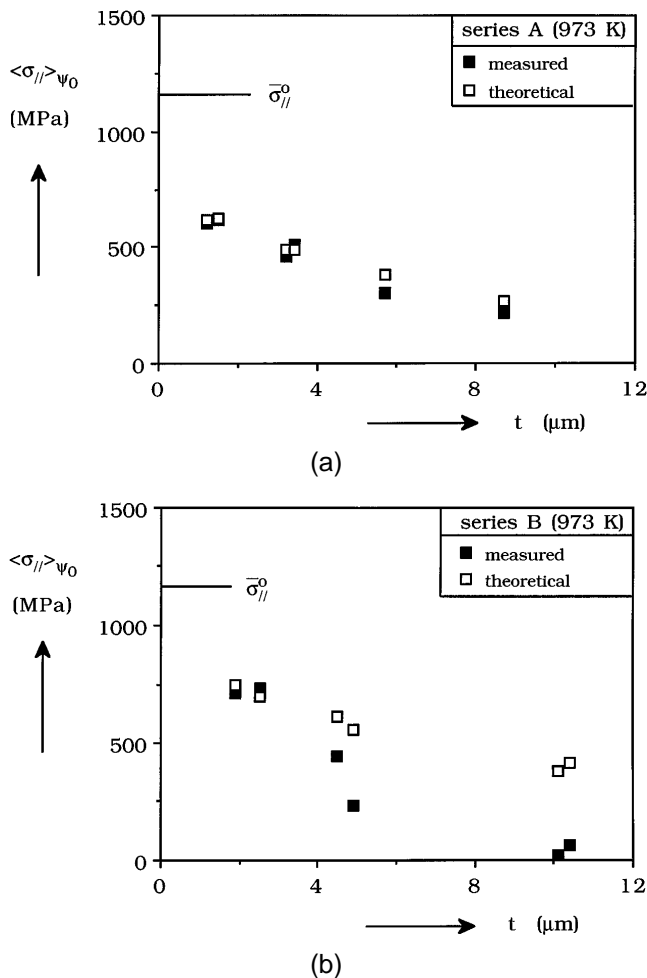 1500
series A (973 K)
measured
theoretical
<σ//>ψ0
(MPa)
σ̅°//
1000
500
0
0
4
8
12
t (μm)
(a)
1500
series B (973 K)
measured
theoretical
<σ//>ψ0
(MPa)
σ̅°//
1000
500
0
0
4
8
12
t (μm)
(b)